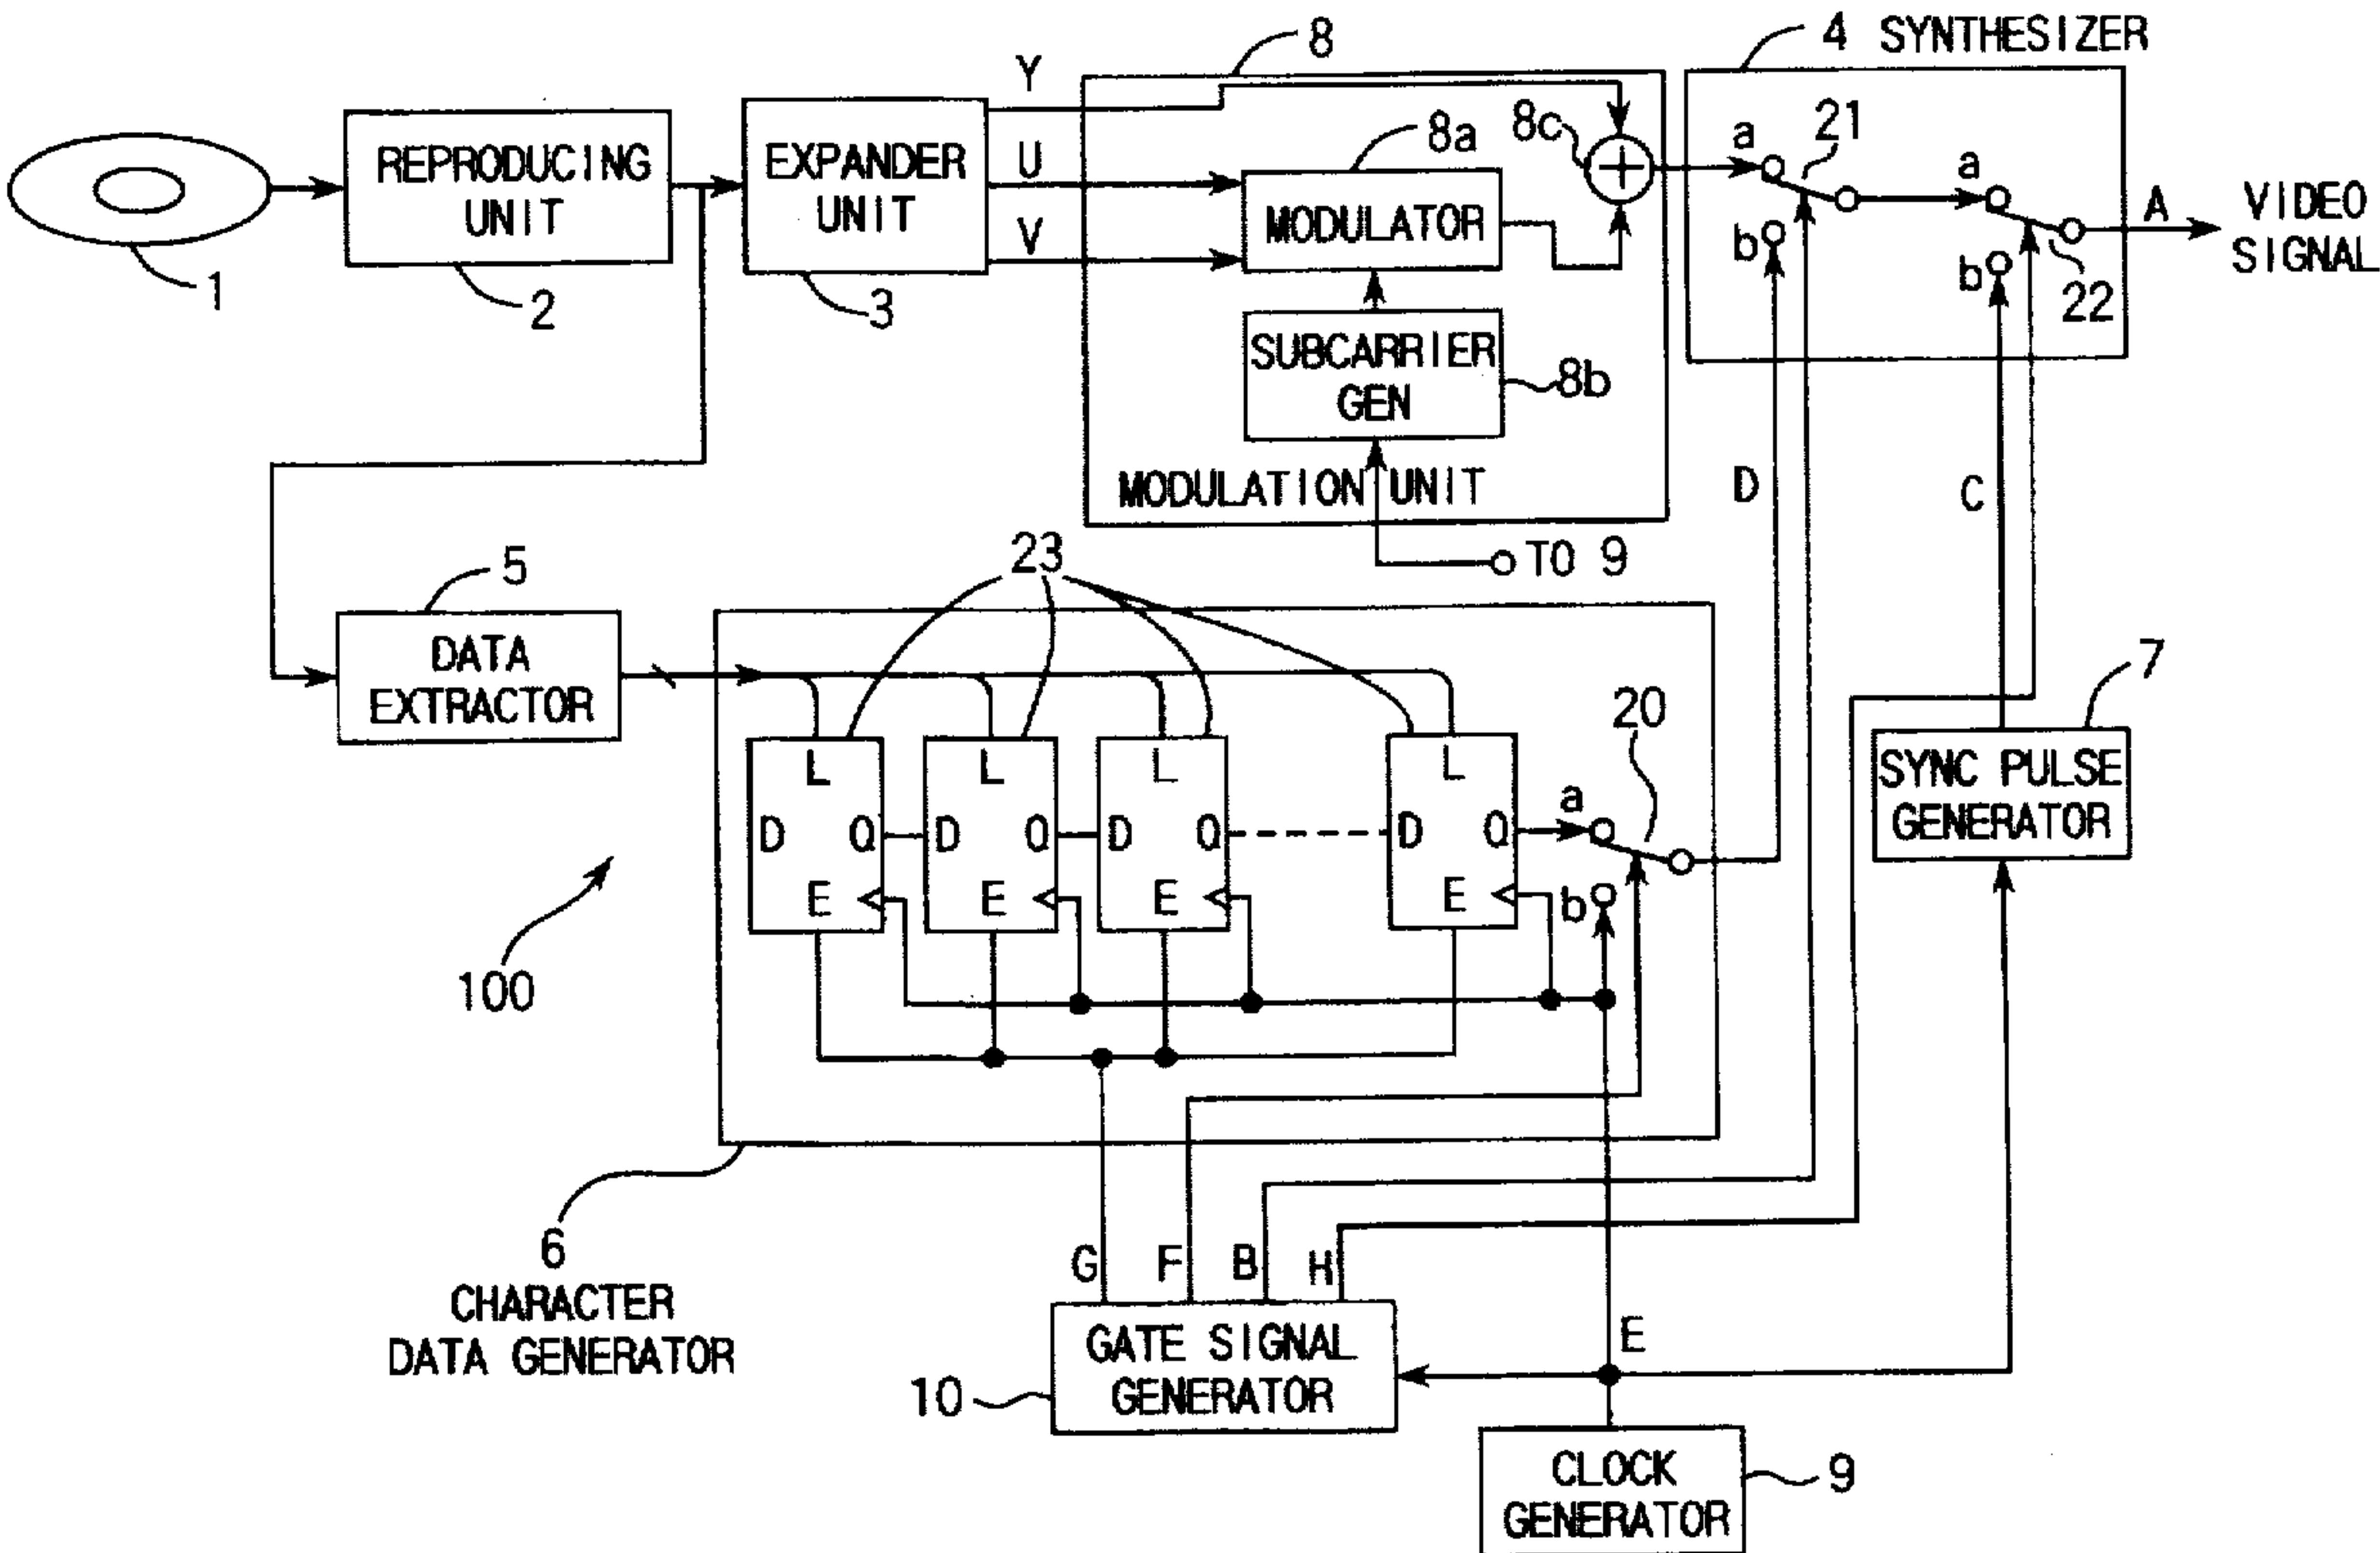 8
4 SYNTHESIZER
Y
U
V
REPRODUCING
UNIT
EXPANDER
UNIT
8a
8c
MODULATOR
a
21
b
a
b
22
A
VIDEO
SIGNAL
1
2
3
SUBCARRIER
GEN
8b
MODULATION UNIT
TO 9
D
C
5
23
DATA
EXTRACTOR
7
20
L
D Q
E
L
D Q
E
L
D Q
E
L
D Q
E
a
b
SYNC PULSE
GENERATOR
100
6
CHARACTER
DATA GENERATOR
G
F
B
H
E
GATE SIGNAL
GENERATOR
10
CLOCK
GENERATOR
9